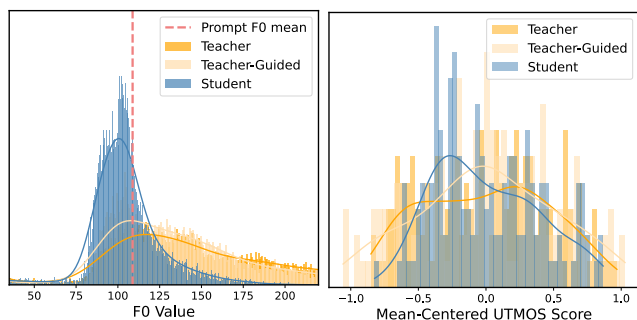 Prompt F0 mean
Teacher
Teacher-Guided
Student
50
75
100
125
150
175
200
F0 Value
Teacher
Teacher-Guided
Student
-1.0
-0.5
0.0
0.5
1.0
Mean-Centered UTMOS Score